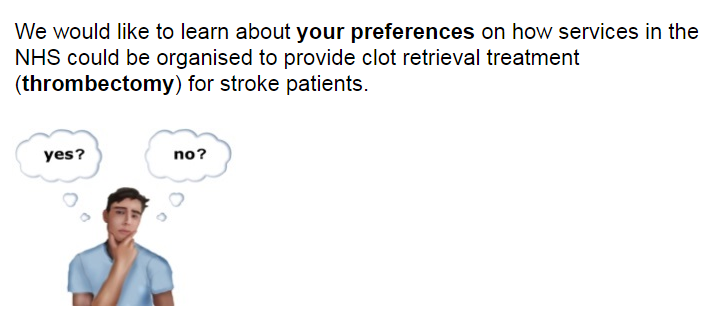 We would like to learn about your preferences on how services in the
NHS could be organised to provide clot retrieval treatment
(thrombectomy) for stroke patients.
yes? no?